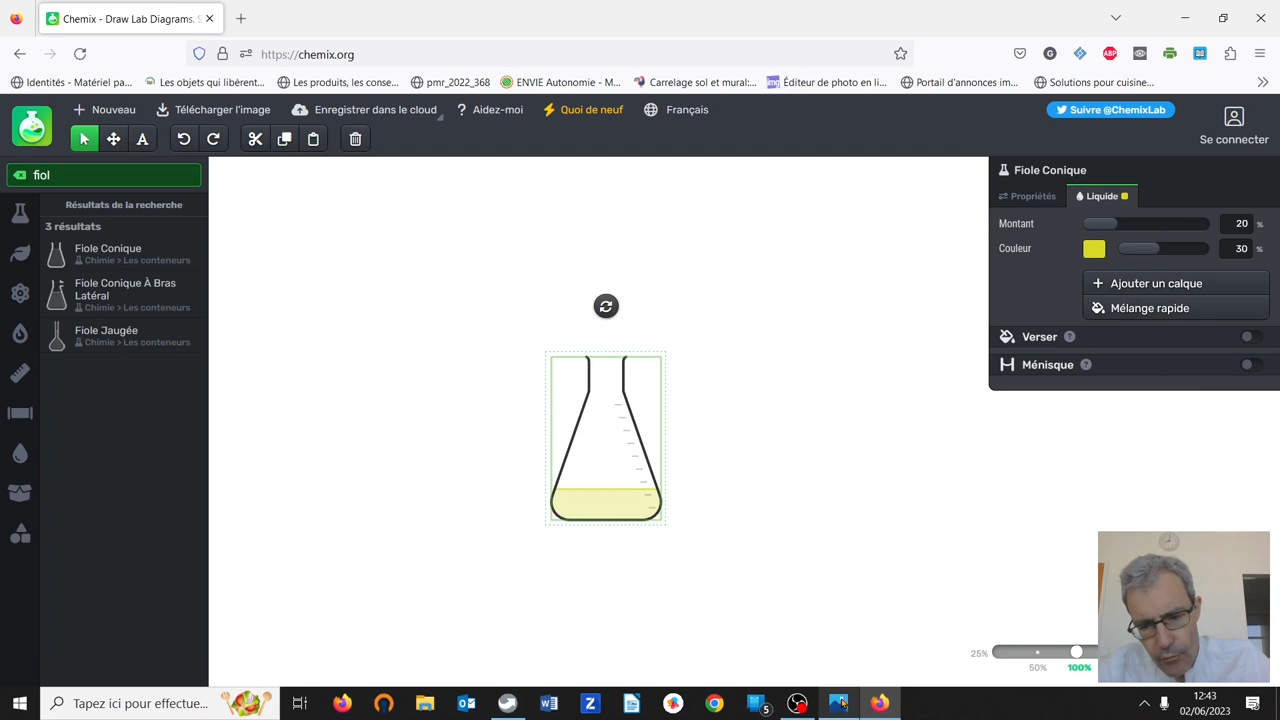 Chemix - Draw Lab Diagrams. S
https://chemix.org
Identités - Matériel pa...
Les objets qui libèrent...
Les produits, les conse...
pmr_2022_368
ENVIE Autonomie - M...
Carrelage sol et mural:...
Éditeur de photo en li...
Portail d'annonces im...
Solutions pour cuisine...
Nouveau
Télécharger l'image
Enregistrer dans le cloud
Aidez-moi
Quoi de neuf
Français
Suivre @ChemixLab
Se connecter
A
fiol
Résultats de la recherche
3 résultats
Fiole Conique
Chimie > Les conteneurs
Fiole Conique À Bras
Latéral
Chimie > Les conteneurs
Fiole Jaugée
Chimie > Les conteneurs
Fiole Conique
Propriétés
Liquide
Montant
20 %
Couleur
30 %
Ajouter un calque
Mélange rapide
Verser ?
Ménisque ?
25%
50%
100%
Tapez ici pour effectue...
5
12:43
02/06/2023